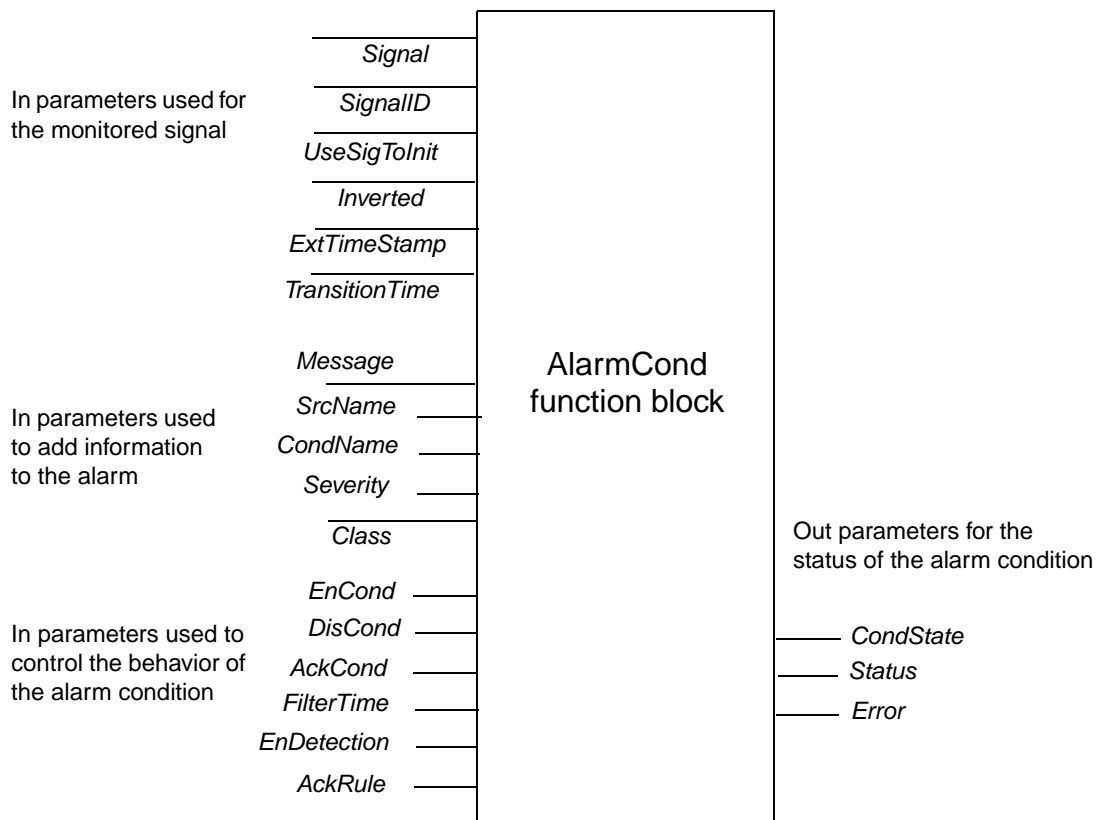 Signal
In parameters used for
the monitored signal
SignalID
UseSigToInit
Inverted
ExtTimeStamp
TransitionTime
Message
AlarmCond
function block
In parameters used
to add information
to the alarm
SrcName
CondName
Severity
Class
Out parameters for the
status of the alarm condition
In parameters used to
control the behavior of
the alarm condition
EnCond
DisCond
AckCond
FilterTime
EnDetection
AckRule
CondState
Status
Error